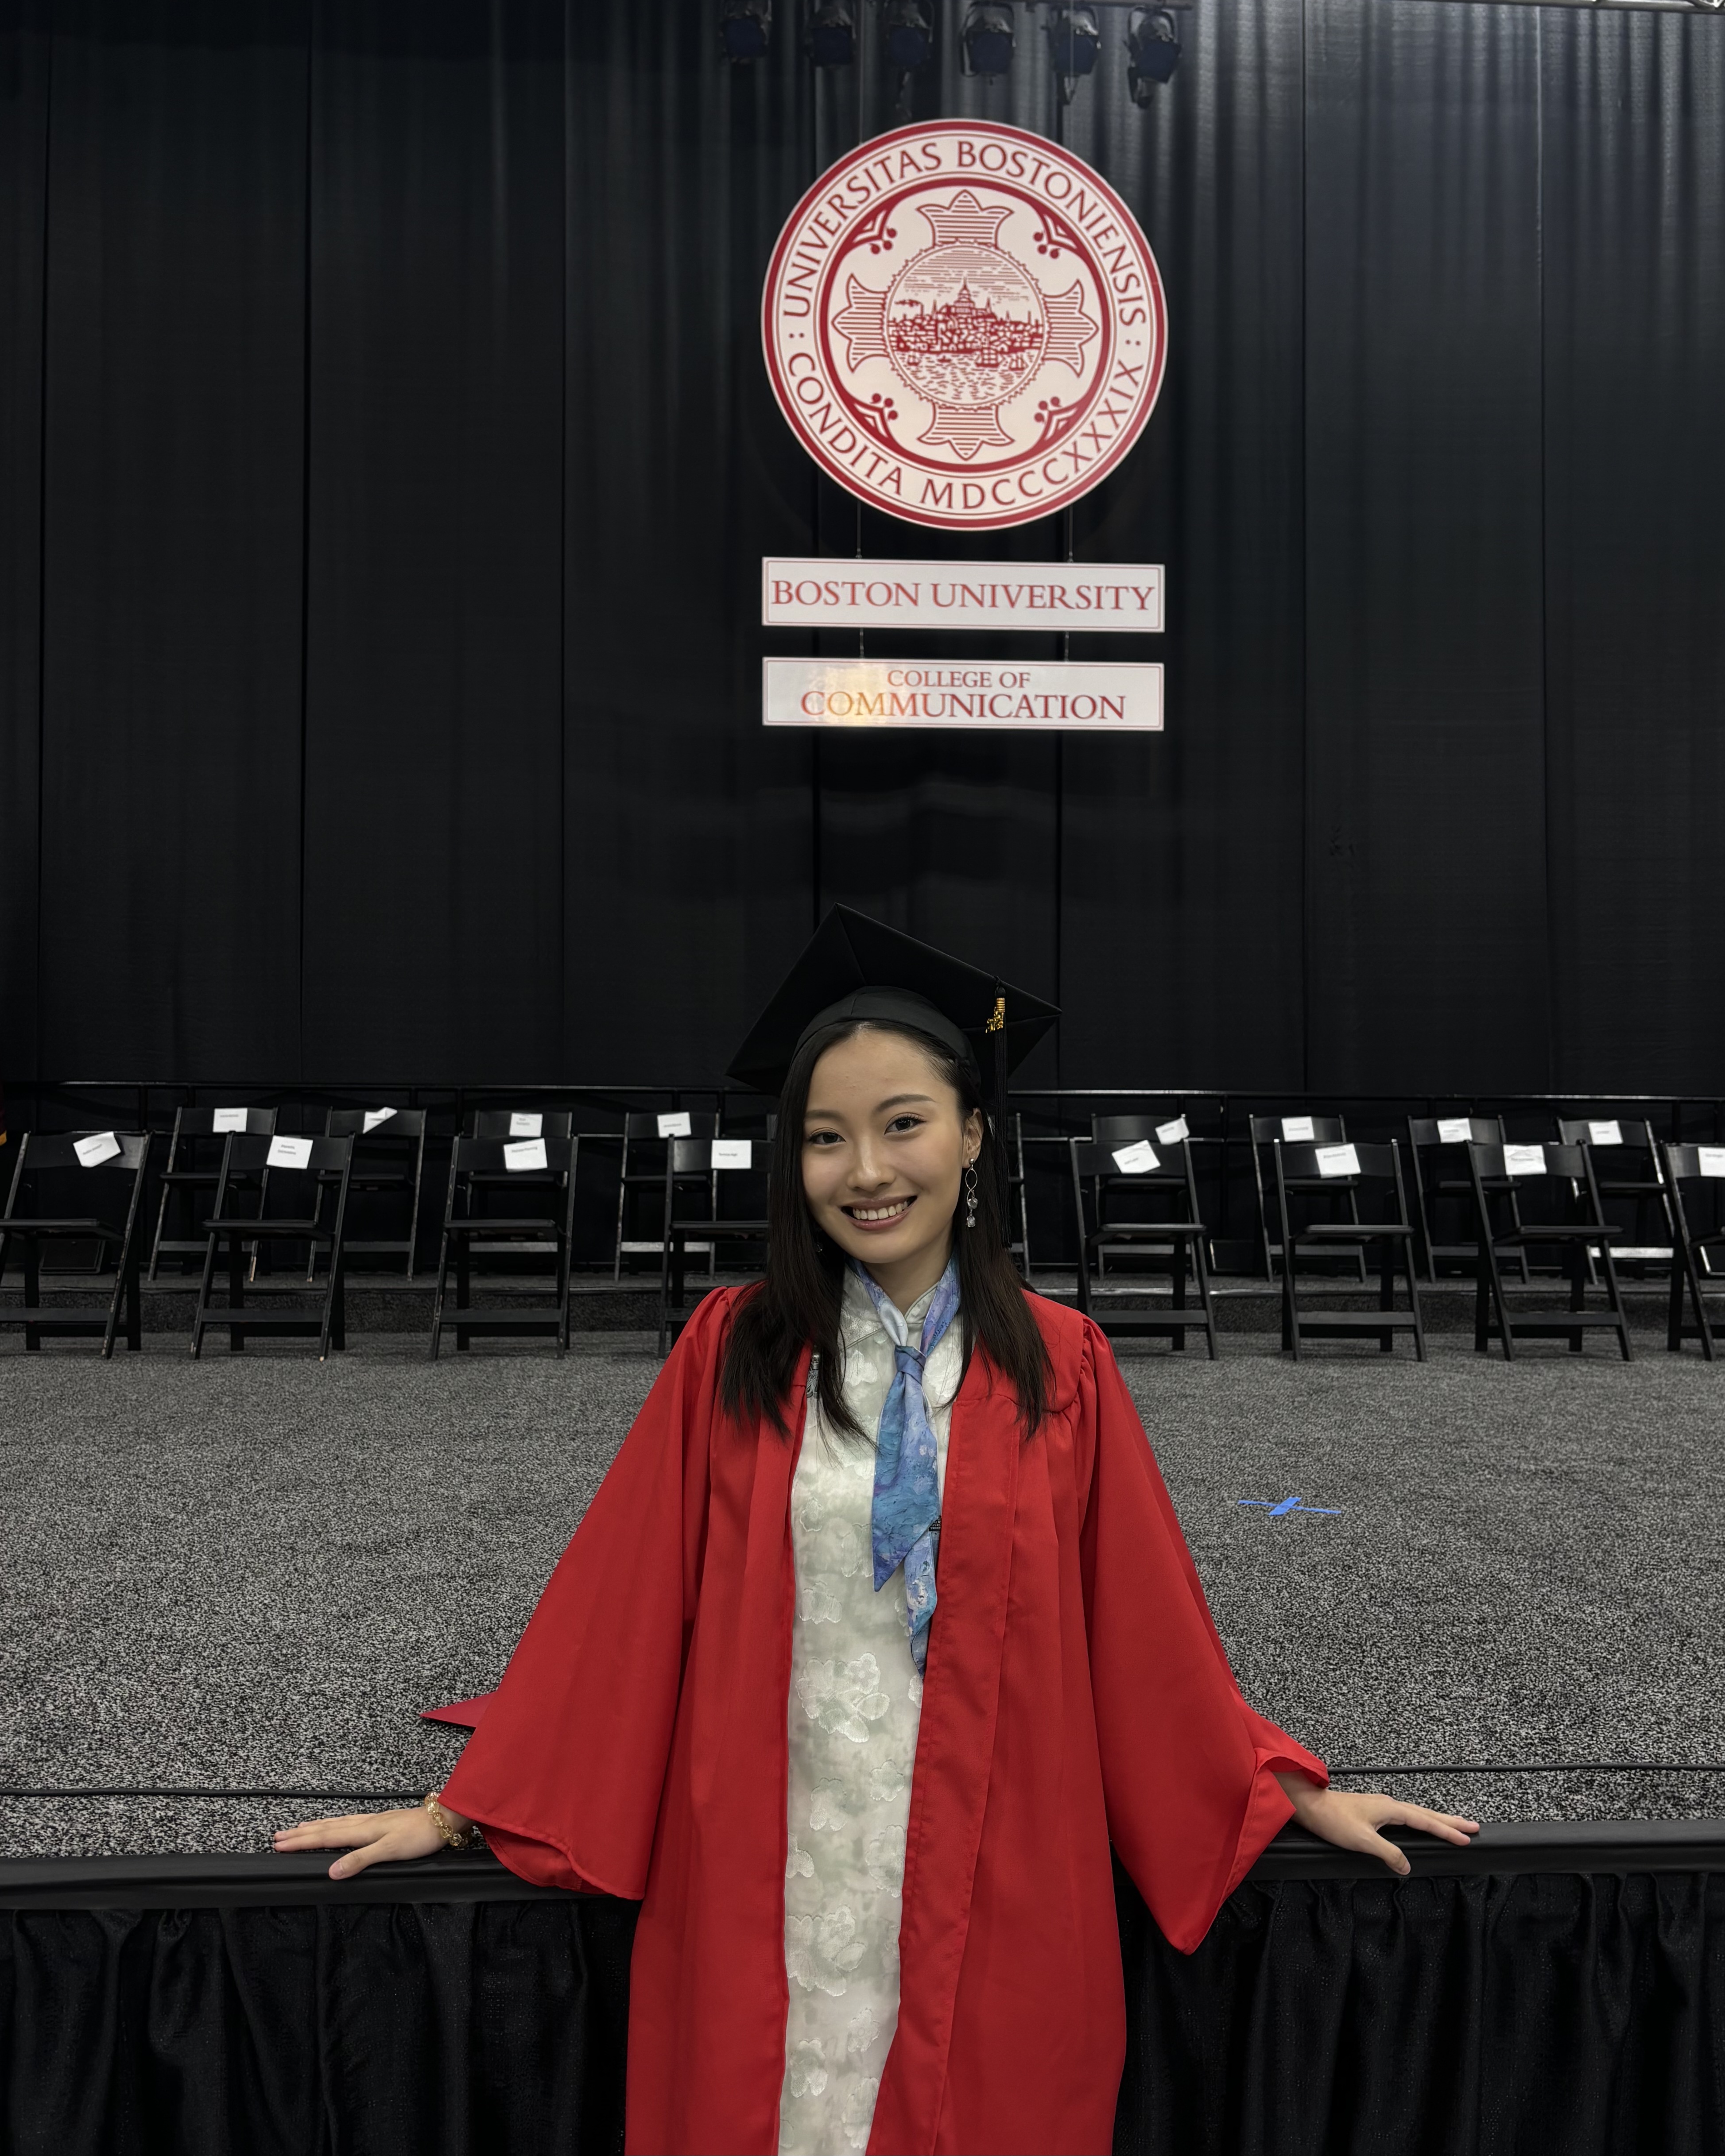 UNIVERSITAS BOSTONIENSIS
: CONDITA MDCCCXXXIX :
BOSTON UNIVERSITY
COLLEGE OF
COMMUNICATION